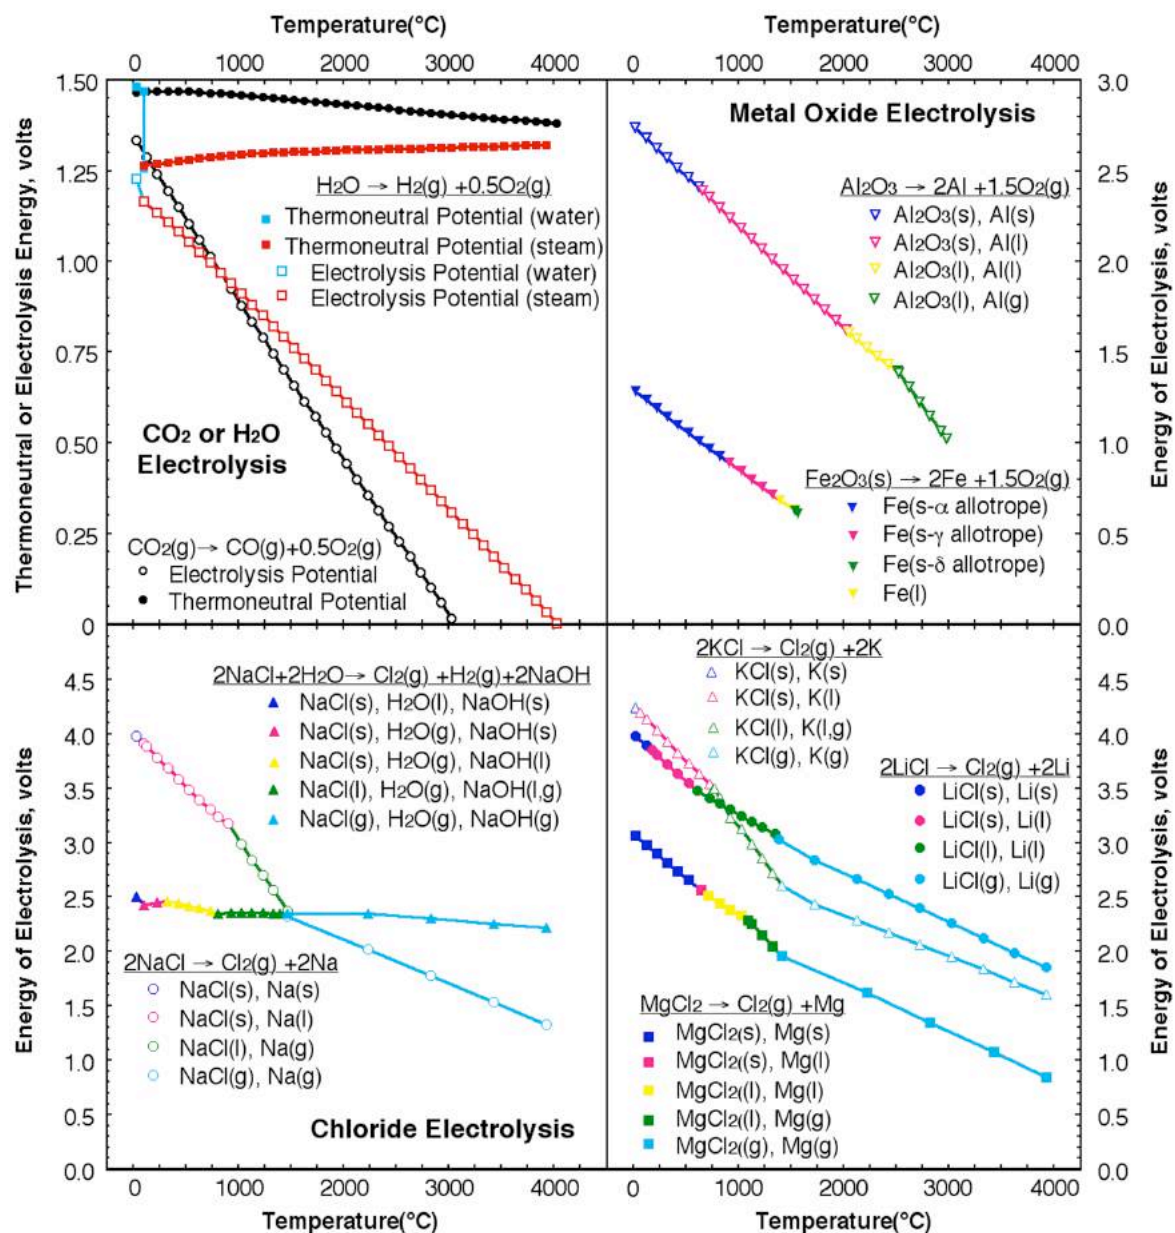 Temperature(°C)
Temperature(°C)
0 1000 2000 3000 4000
0 1000 2000 3000 4000
Thermoneutral or Electrolysis Energy, volts
1.50
1.25
1.00
0.75
0.50
0.25
0
H₂O → H₂(g) +0.5O₂(g)
Thermoneutral Potential (water)
Thermoneutral Potential (steam)
Electrolysis Potential (water)
Electrolysis Potential (steam)
CO₂ or H₂O
Electrolysis
CO₂(g)→ CO(g)+0.5O₂(g)
Electrolysis Potential
Thermoneutral Potential
Metal Oxide Electrolysis
Al₂O₃ → 2Al +1.5O₂(g)
Al₂O₃(s), Al(s)
Al₂O₃(s), Al(l)
Al₂O₃(l), Al(l)
Al₂O₃(l), Al(g)
Fe₂O₃(s) → 2Fe +1.5O₂(g)
Fe(s-α allotrope)
Fe(s-γ allotrope)
Fe(s-δ allotrope)
Fe(l)
3.0
2.5
2.0
1.5
1.0
0.5
0.0
Energy of Electrolysis, volts
Energy of Electrolysis, volts
4.5
4.0
3.5
3.0
2.5
2.0
1.5
1.0
0.5
0.0
2NaCl+2H₂O→ Cl₂(g) +H₂(g)+2NaOH
NaCl(s), H₂O(l), NaOH(s)
NaCl(s), H₂O(g), NaOH(s)
NaCl(s), H₂O(g), NaOH(l)
NaCl(l), H₂O(g), NaOH(l,g)
NaCl(g), H₂O(g), NaOH(g)
2NaCl → Cl₂(g) +2Na
NaCl(s), Na(s)
NaCl(s), Na(l)
NaCl(l), Na(g)
NaCl(g), Na(g)
Chloride Electrolysis
2KCl → Cl₂(g) +2K
KCl(s), K(s)
KCl(s), K(l)
KCl(l), K(l,g)
KCl(g), K(g)
2LiCl → Cl₂(g) +2Li
LiCl(s), Li(s)
LiCl(s), Li(l)
LiCl(l), Li(l)
LiCl(g), Li(g)
MgCl₂ → Cl₂(g) +Mg
MgCl₂(s), Mg(s)
MgCl₂((s), Mg(l)
MgCl₂((l), Mg(l)
MgCl₂((l), Mg(g)
MgCl₂((g), Mg(g)
4.5
4.0
3.5
3.0
2.5
2.0
1.5
1.0
0.5
0.0
Energy of Electrolysis, volts
0 1000 2000 3000 4000
0 1000 2000 3000 4000
Temperature(°C)
Temperature(°C)